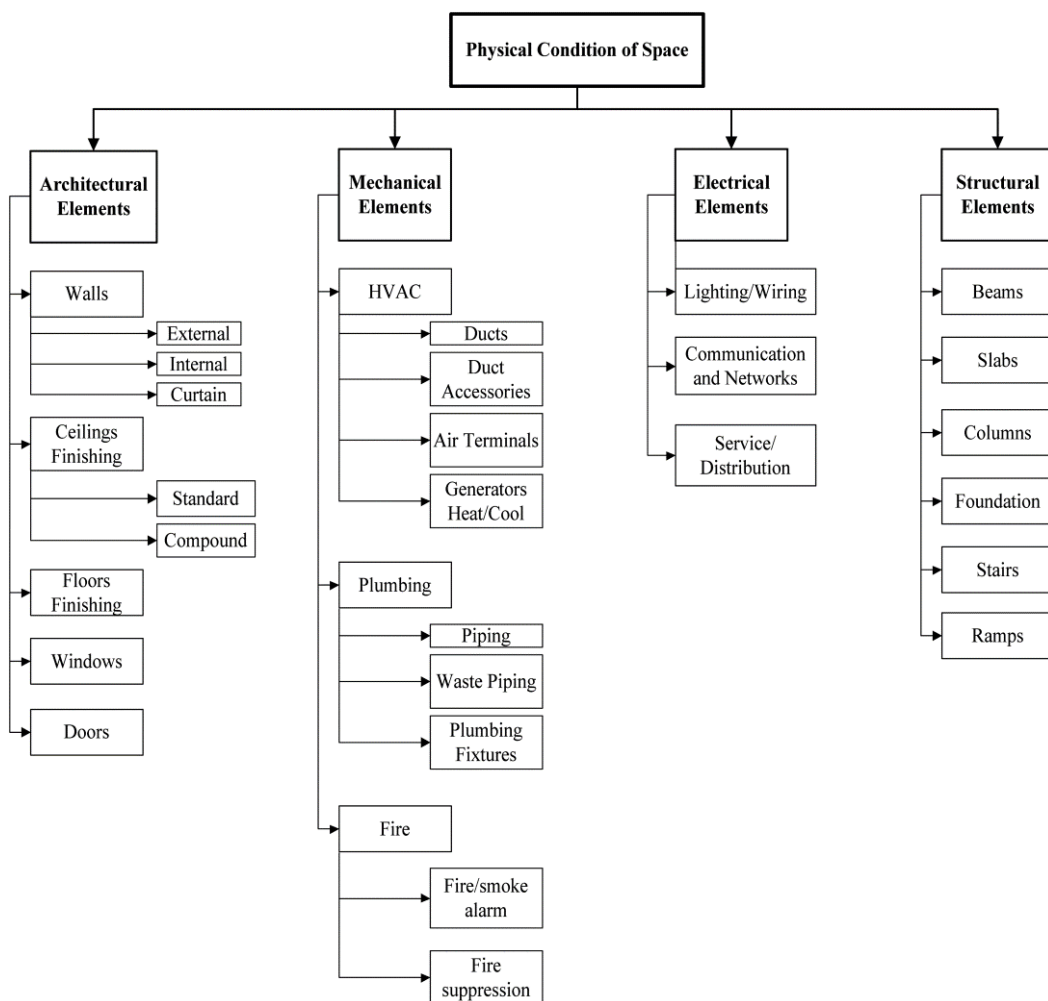 Physical Condition of Space
Architectural
Elements
Walls
External
Internal
Curtain
Ceilings
Finishing
Standard
Compound
Floors
Finishing
Windows
Doors
Mechanical
Elements
HVAC
Ducts
Duct
Accessories
Air Terminals
Generators
Heat/Cool
Plumbing
Piping
Waste Piping
Plumbing
Fixtures
Fire
Fire/smoke
alarm
Fire
suppression
Electrical
Elements
Lighting/Wiring
Communication
and Networks
Service/
Distribution
Structural
Elements
Beams
Slabs
Columns
Foundation
Stairs
Ramps